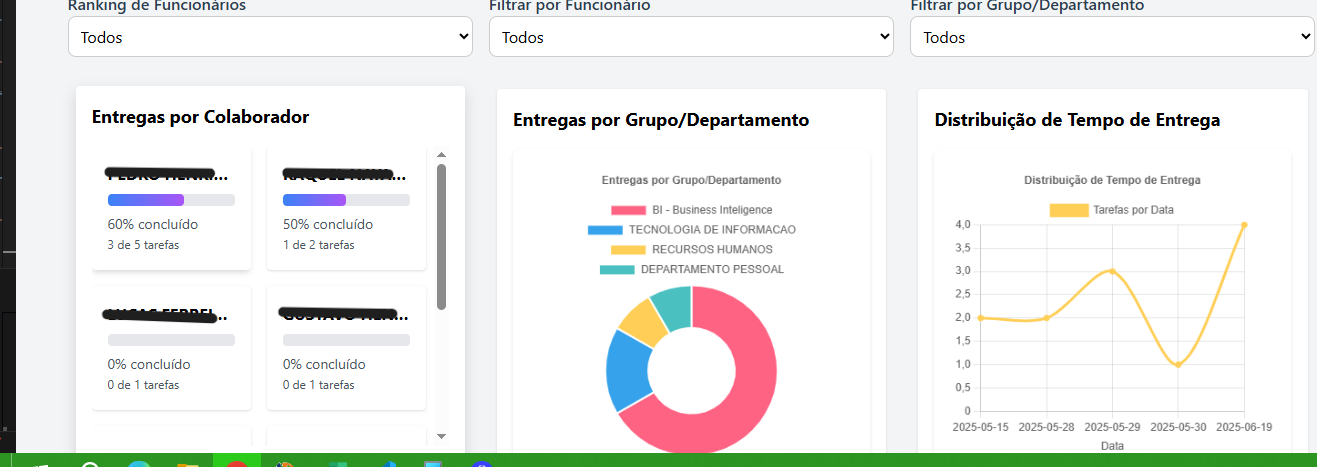 Ranking de Funcionários
Todos
Filtrar por Funcionário
Todos
Filtrar por Grupo/Departamento
Todos
Entregas por Colaborador
60% concluído
3 de 5 tarefas
50% concluído
1 de 2 tarefas
0% concluído
0 de 1 tarefas
0% concluído
0 de 1 tarefas
Entregas por Grupo/Departamento
Entregas por Grupo/Departamento
BI - Business Inteligence
TECNOLOGIA DE INFORMACAO
RECURSOS HUMANOS
DEPARTAMENTO PESSOAL
Distribuição de Tempo de Entrega
Distribuição de Tempo de Entrega
Tarefas por Data
4,0
3,5
3,0
2,5
2,0
1,5
1,0
0,5
0
2025-05-15 2025-05-28 2025-05-29 2025-05-30 2025-06-19
Data